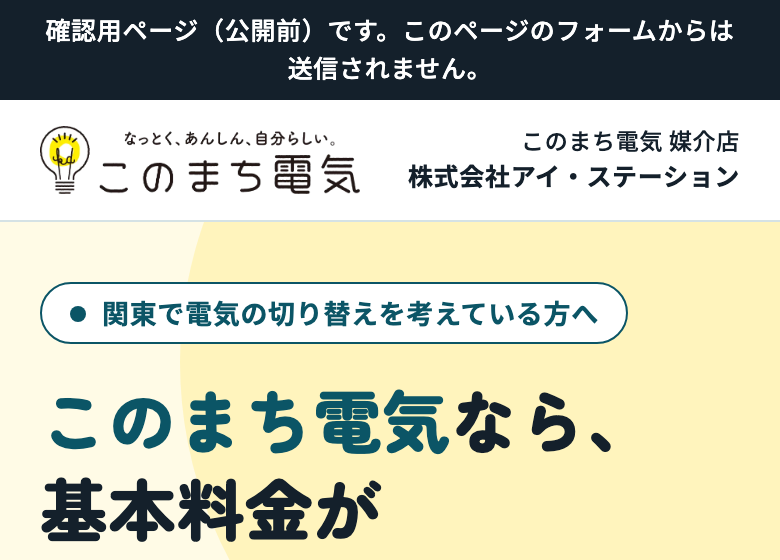 確認用ページ（公開前）です。このページのフォームからは
送信されません。
なっとく、あんしん、自分らしい。
このまち電気
このまち電気 媒介店
株式会社アイ・ステーション
関東で電気の切り替えを考えている方へ
このまち電気なら、
基本料金が